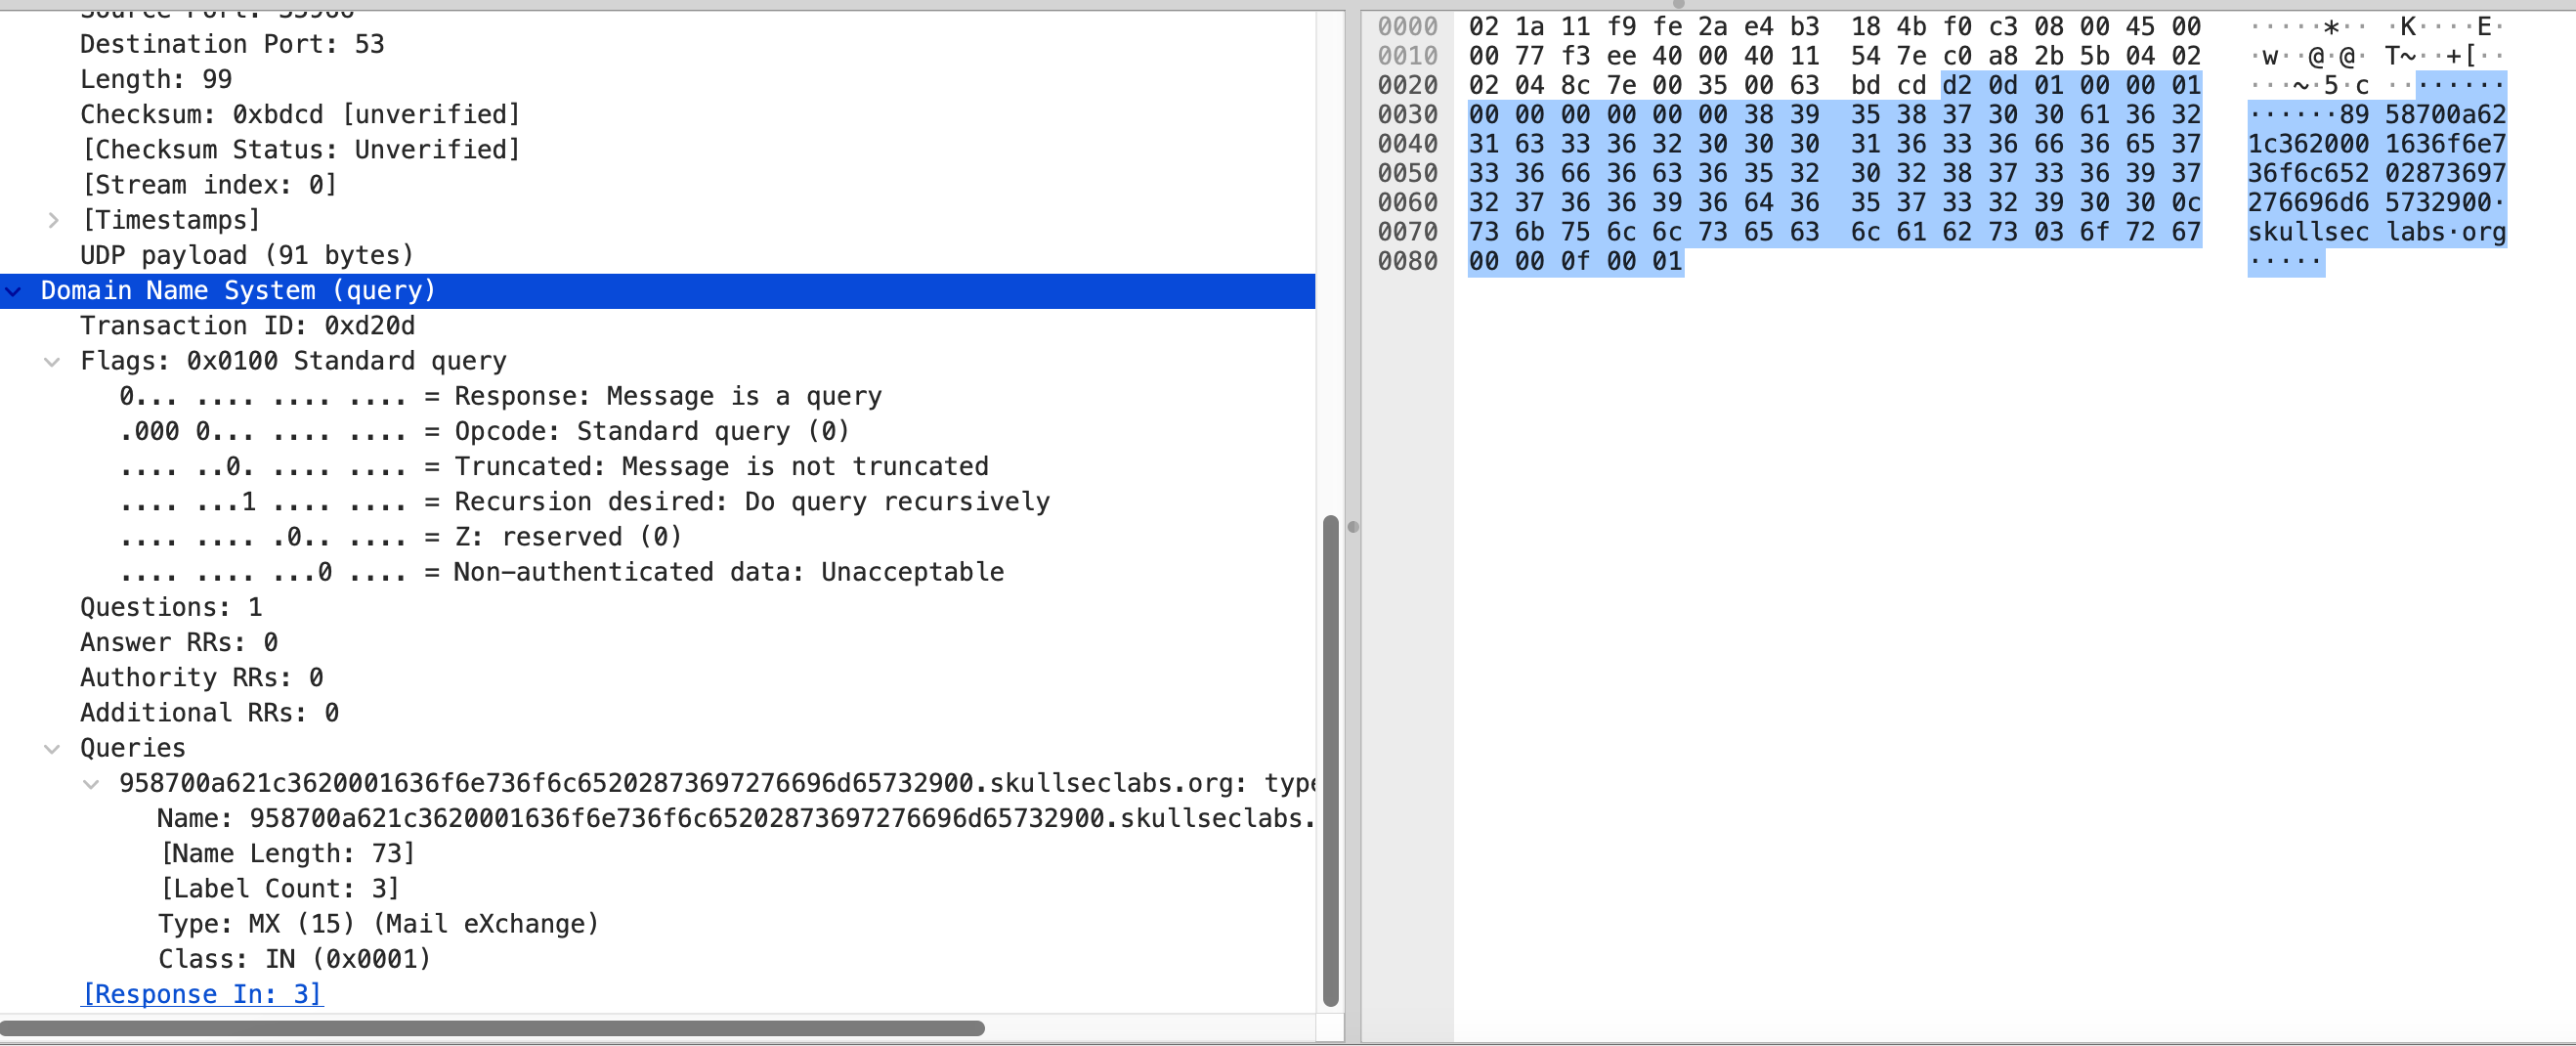 Destination Port: 53
Length: 99
Checksum: 0xbdcd [unverified]
[Checksum Status: Unverified]
[Stream index: 0]
[Timestamps]
UDP payload (91 bytes)
Domain Name System (query)
Transaction ID: 0xd20d
Flags: 0x0100 Standard query
0... .... .... .... = Response: Message is a query
.000 0... .... .... = Opcode: Standard query (0)
.... ..0. .... .... = Truncated: Message is not truncated
.... ...1 .... .... = Recursion desired: Do query recursively
.... .... .0.. .... = Z: reserved (0)
.... .... ...0 .... = Non-authenticated data: Unacceptable
Questions: 1
Answer RRs: 0
Authority RRs: 0
Additional RRs: 0
Queries
958700a621c3620001636f6e736f6c65202873697276696d65732900.skullseclabs.org: type
Name: 958700a621c3620001636f6e736f6c65202873697276696d65732900.skullseclabs.
[Name Length: 73]
[Label Count: 3]
Type: MX (15) (Mail eXchange)
Class: IN (0x0001)
[Response In: 3]
0000 02 1a 11 f9 fe 2a e4 b3 18 4b f0 c3 08 00 45 00 ·····*·· ·K····E·
0010 00 77 f3 ee 40 00 40 11 54 7e c0 a8 2b 5b 04 02 ·w··@·@· T~··+[··
0020 02 04 8c 7e 00 35 00 63 bd cd d2 0d 01 00 00 01 ···~·5·c ········
0030 00 00 00 00 00 00 38 39 35 38 37 30 30 61 36 32 ······89 58700a62
0040 31 63 33 36 32 30 30 30 31 36 33 36 66 36 65 37 1c362000 1636f6e7
0050 33 36 66 36 63 36 35 32 30 32 38 37 33 36 39 37 36f6c652 02873697
0060 32 37 36 36 39 36 64 36 35 37 33 32 39 30 30 0c 276696d6 5732900·
0070 73 6b 75 6c 6c 73 65 63 6c 61 62 73 03 6f 72 67 skullsec labs·org
0080 00 00 0f 00 01 ·····